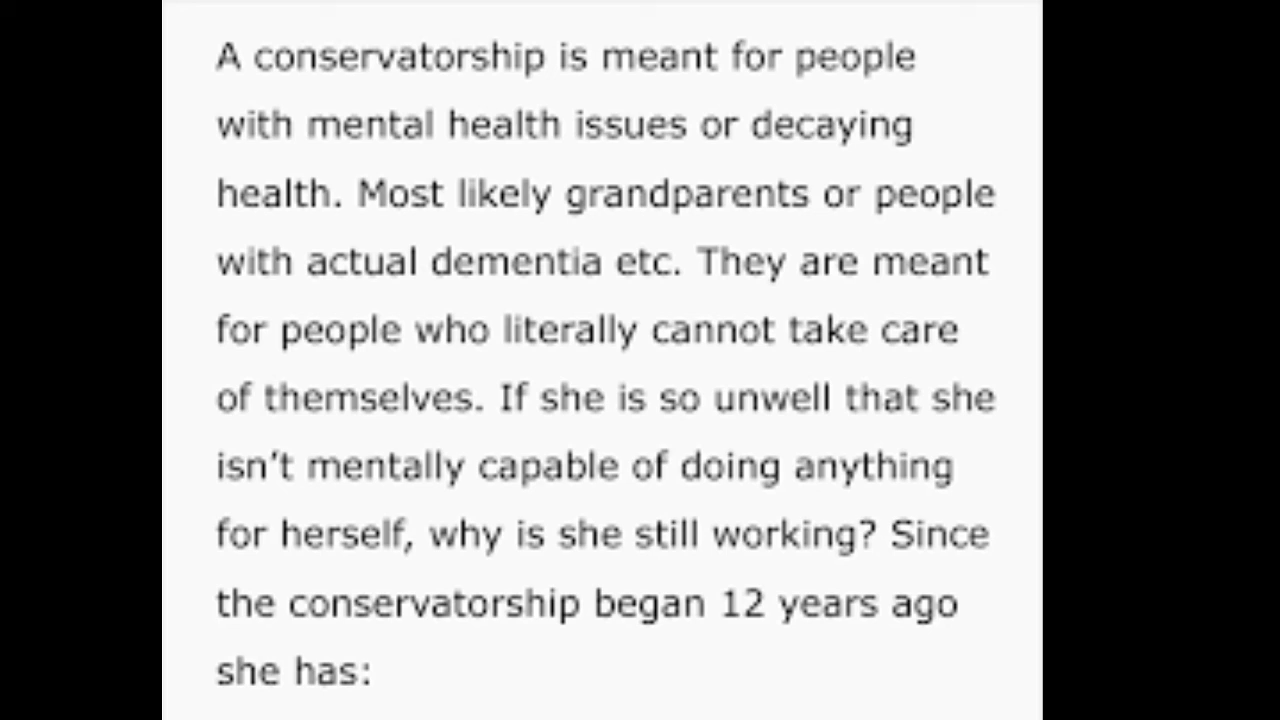 A conservatorship is meant for people
with mental health issues or decaying
health. Most likely grandparents or people
with actual dementia etc. They are meant
for people who literally cannot take care
of themselves. If she is so unwell that she
isn’t mentally capable of doing anything
for herself, why is she still working? Since
the conservatorship began 12 years ago
she has: